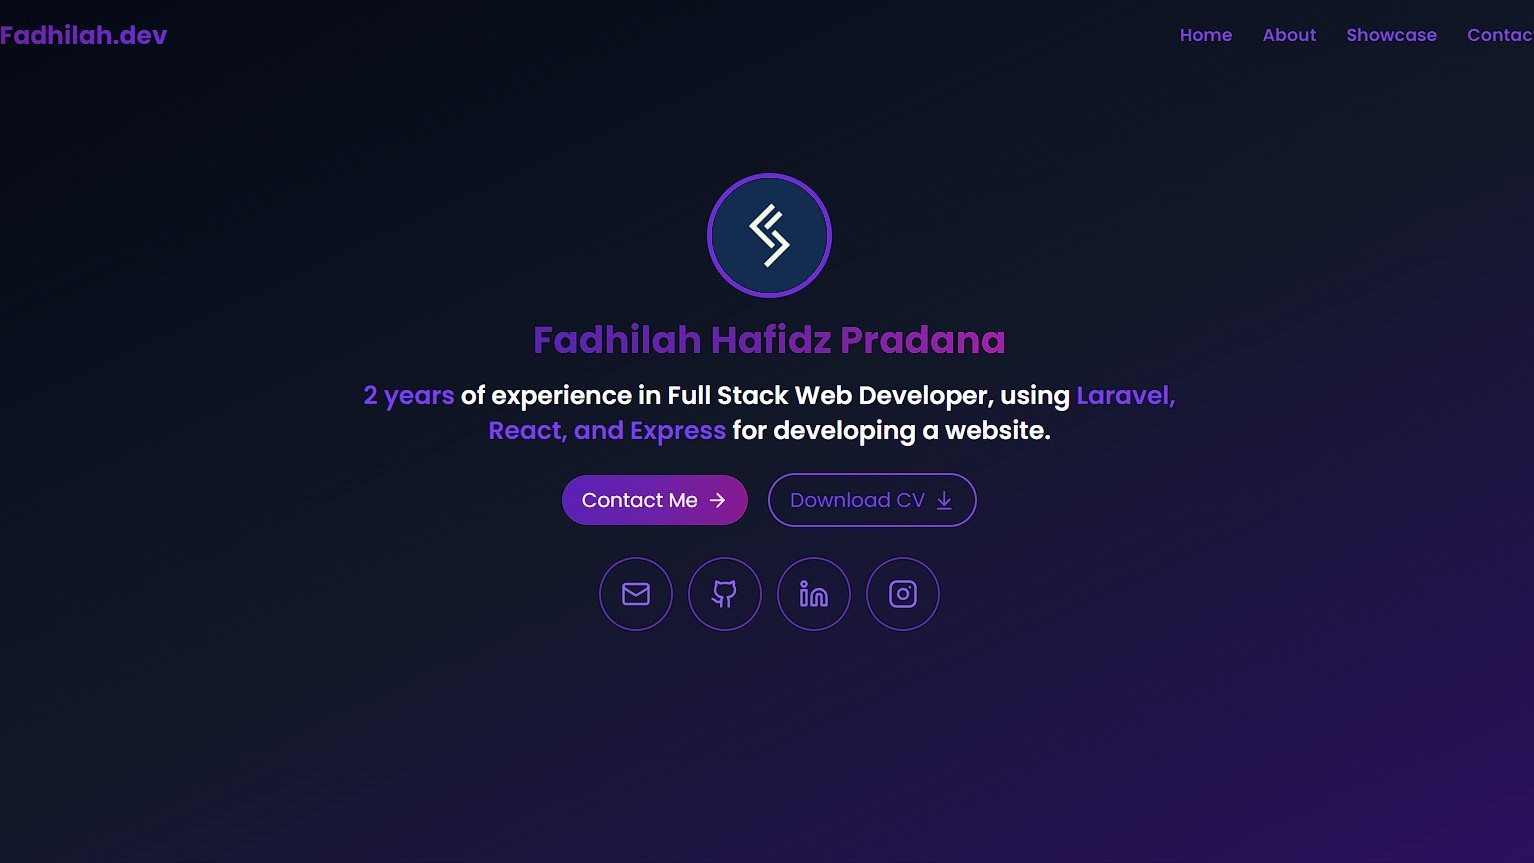 Fadhilah.dev
Home About Showcase Contac
Fadhilah Hafidz Pradana
2 years of experience in Full Stack Web Developer, using Laravel,
React, and Express for developing a website.
Contact Me
Download CV